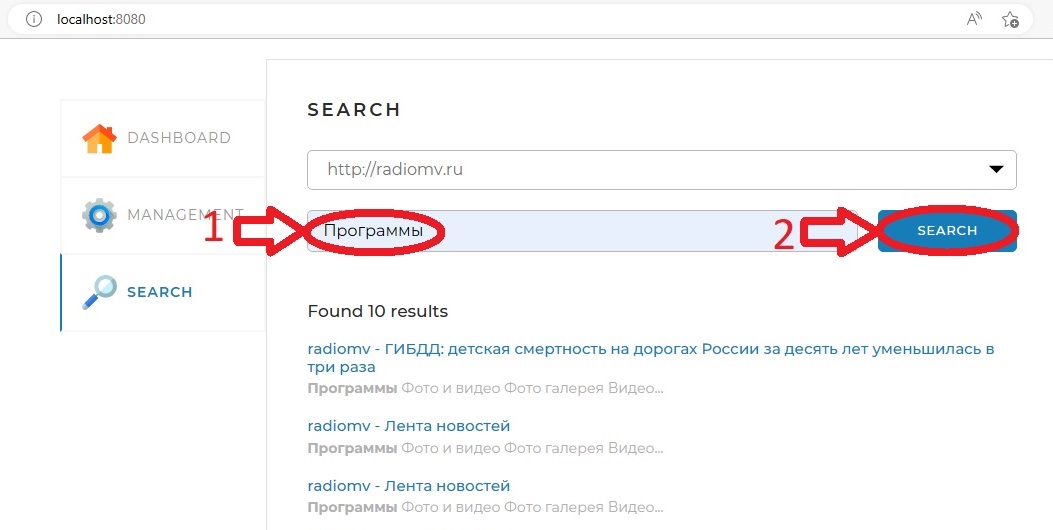 localhost:8080
SEARCH
DASHBOARD
http://radiomv.ru
MANAGEMENT
1
Программы
2
SEARCH
SEARCH
Found 10 results
radiomv - ГИБДД: детская смертность на дорогах России за десять лет уменьшилась в
три раза
Программы Фото и видео Фото галерея Видео...
radiomv - Лента новостей
Программы Фото и видео Фото галерея Видео...
radiomv - Лента новостей
Программы Фото и видео Фото галерея Видео...